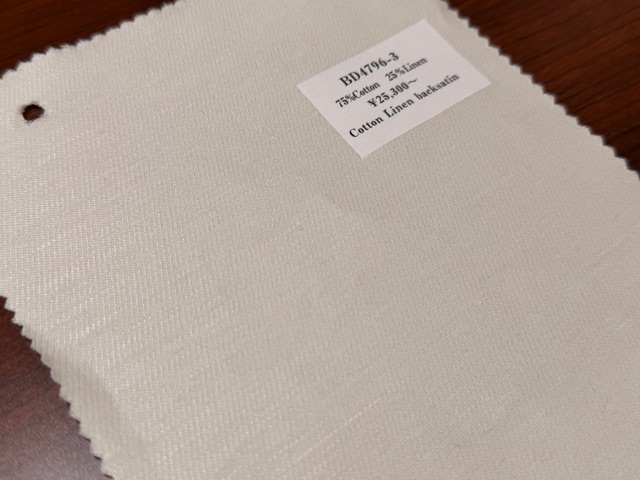 BD4796-3
75%Cotton 25%Linen
¥25,300～
Cotton Linen backsatin